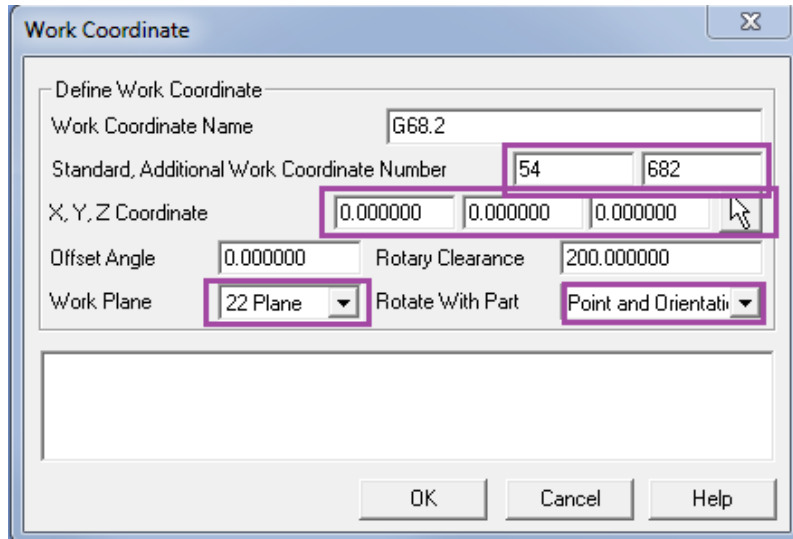 Work Coordinate
Define Work Coordinate
Work Coordinate Name G68.2
Standard, Additional Work Coordinate Number 54 682
X, Y, Z Coordinate 0.000000 0.000000 0.000000
Offset Angle 0.000000 Rotary Clearance 200.000000
Work Plane 22 Plane Rotate With Part Point and Orientati
OK Cancel Help